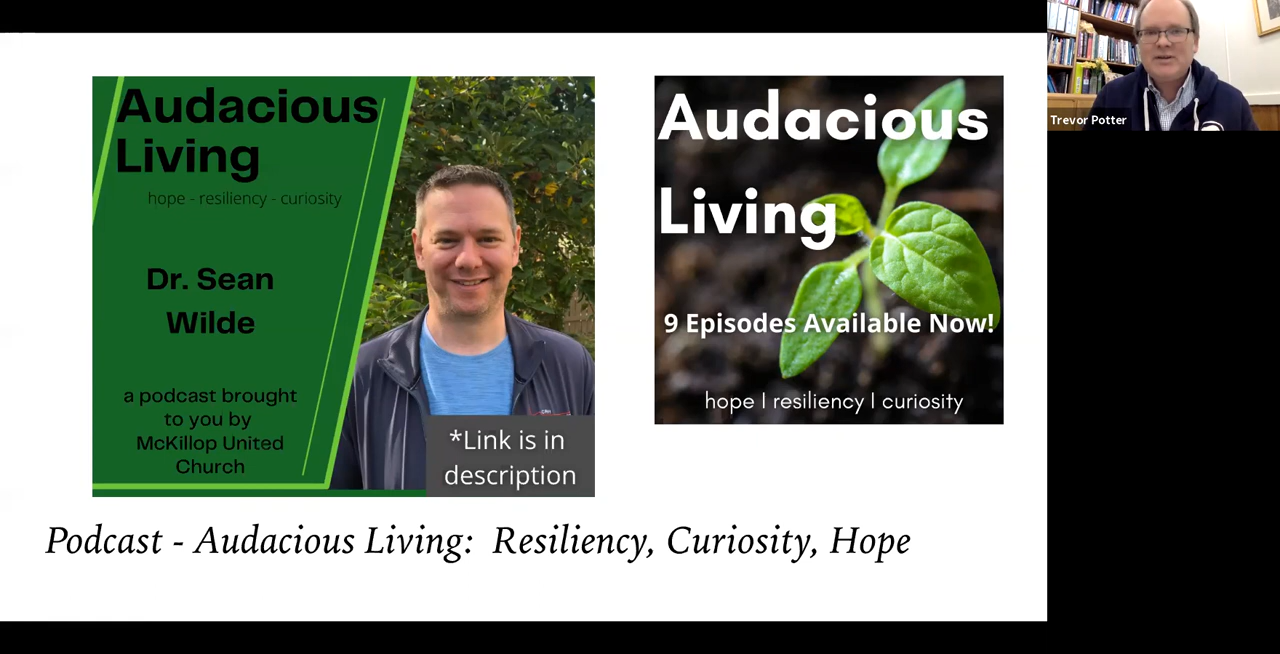 Audacious
Living
hope - resiliency - curiosity
Dr. Sean
Wilde
a podcast brought
to you by
McKillop United
Church
*Link is in
description
Audacious
Living
9 Episodes Available Now!
hope | resiliency | curiosity
Podcast - Audacious Living: Resiliency, Curiosity, Hope
Trevor Potter